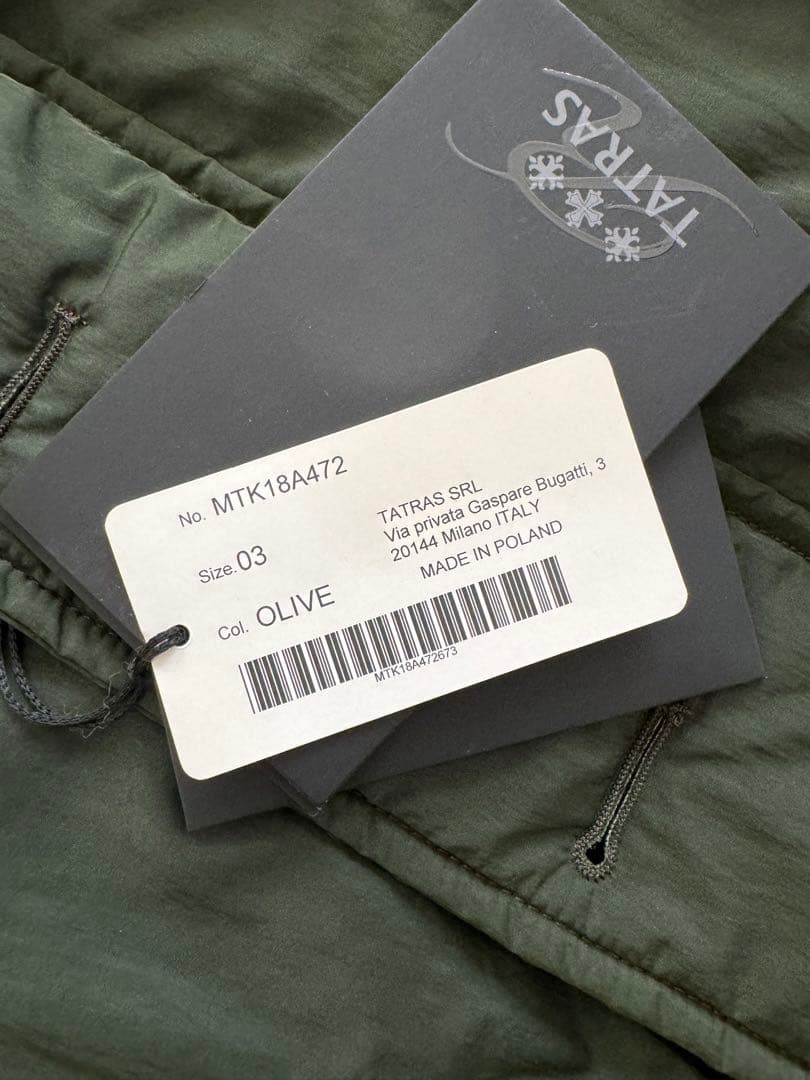 TATRAS
No. MTK18A472
Size.03
Col. OLIVE
TATRAS SRL
Via privata Gaspare Bugatti, 3
20144 Milano ITALY
MADE IN POLAND
MTK18A472673